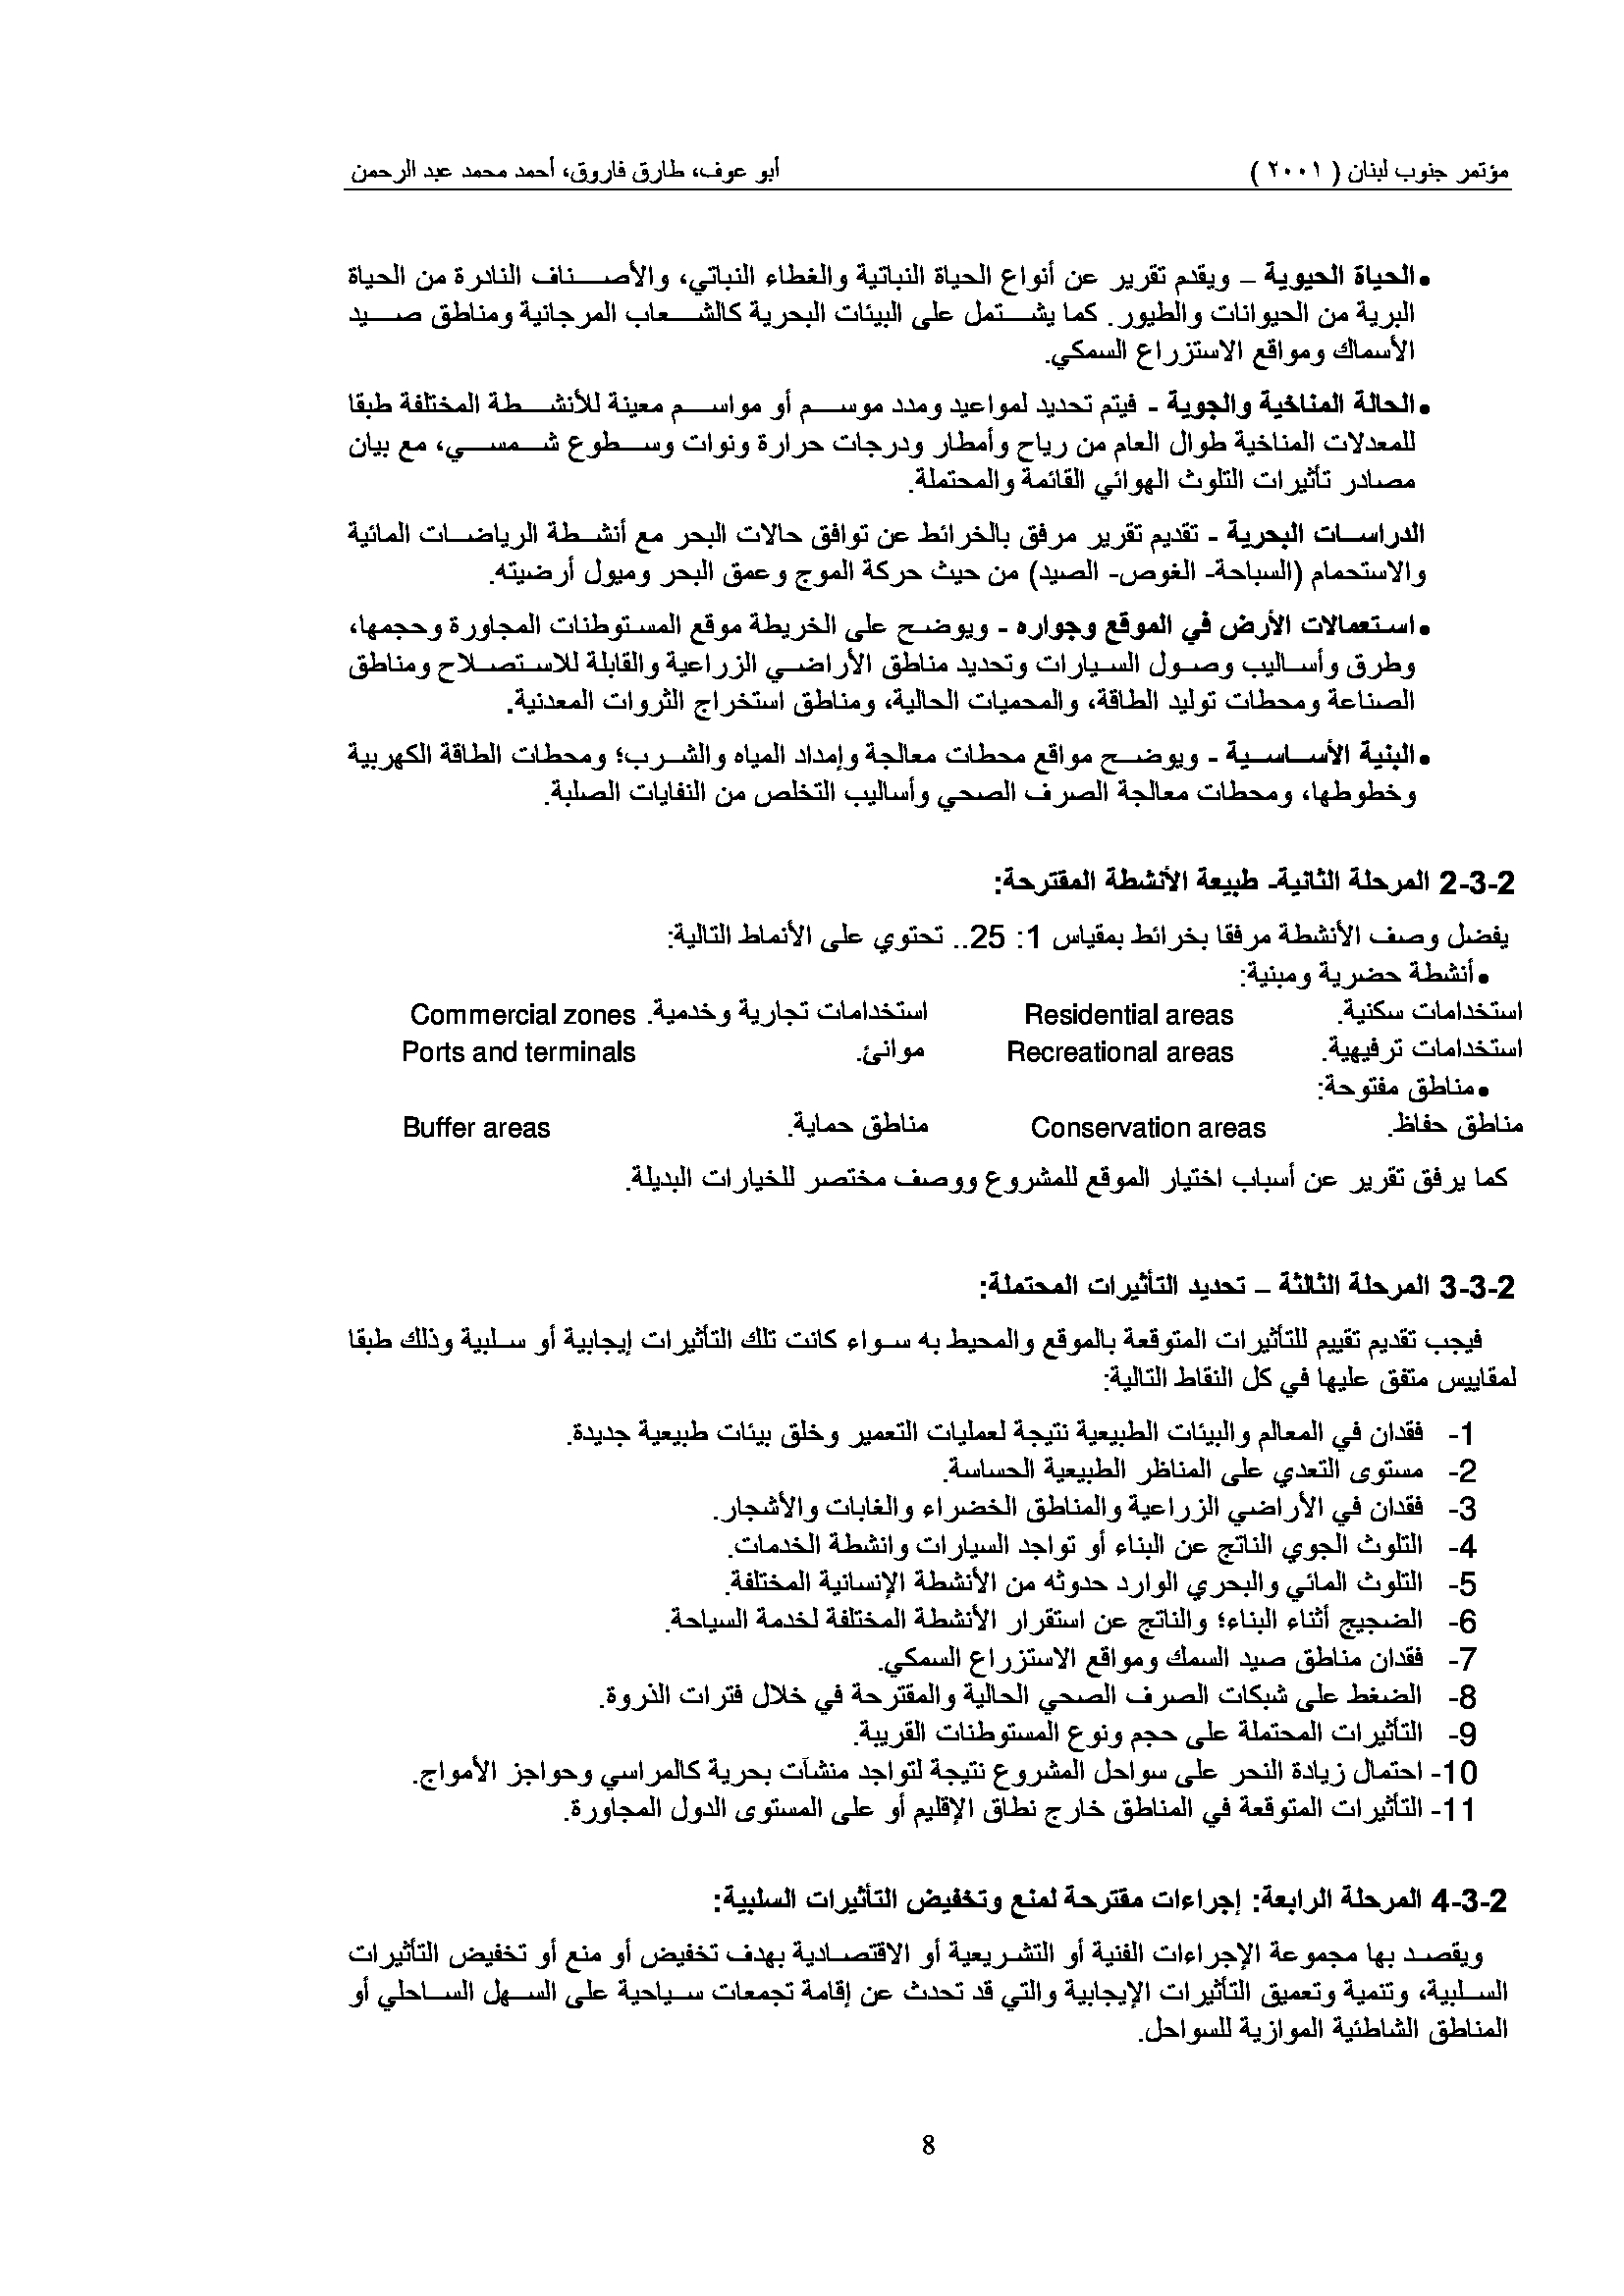 مؤتمر جنوب لبنان ( ٢٠٠١ ) أبو عوف، طارق فاروق، أحمد محمد عبد الرحمن
•الحياة الحيوية – ويقدم تقرير عن أنواع الحياة النباتية والغطاء النباتي، والأصناف النادرة من الحياة
البرية من الحيوانات والطيور. كما يشتمل على البيئات البحرية كالشعاب المرجانية ومناطق صيد
الأسماك ومواقع الاستزراع السمكي.
•الحالة المناخية والجوية - فيتم تحديد لمواعيد ومدد موسم أو مواسم معينة للأنشطة المختلفة طبقا
للمعدلات المناخية طوال العام من رياح وأمطار ودرجات حرارة ونوات وسطوع شمسي، مع بيان
مصادر تأثيرات التلوث الهوائي القائمة والمحتملة.
الدراسات البحرية - تقديم تقرير مرفق بالخرائط عن توافق حالات البحر مع أنشطة الرياضات المائية
والاستحمام (السباحة- الغوص- الصيد) من حيث حركة الموج وعمق البحر وميول أرضيته.
•استعمالات الأرض في الموقع وجواره - ويوضح على الخريطة موقع المستوطنات المجاورة وحجمها،
وطرق وأساليب وصول السيارات وتحديد مناطق الأراضي الزراعية والقابلة للاستصلاح ومناطق
الصناعة ومحطات توليد الطاقة، والمحميات الحالية، ومناطق استخراج الثروات المعدنية.
•البنية الأساسية - ويوضح مواقع محطات معالجة وإمداد المياه والشرب؛ ومحطات الطاقة الكهربية
وخطوطها، ومحطات معالجة الصرف الصحي وأساليب التخلص من النفايات الصلبة.
2-3-2 المرحلة الثانية- طبيعة الأنشطة المقترحة:
يفضل وصف الأنشطة مرفقا بخرائط بمقياس 1: 25.. تحتوي على الأنماط التالية:
•أنشطة حضرية ومبنية:
استخدامات سكنية. Residential areas استخدامات تجارية وخدمية. Commercial zones
استخدامات ترفيهية. Recreational areas موانئ. Ports and terminals
•مناطق مفتوحة:
مناطق حفاظ. Conservation areas مناطق حماية. Buffer areas
كما يرفق تقرير عن أسباب اختيار الموقع للمشروع ووصف مختصر للخيارات البديلة.
3-3-2 المرحلة الثالثة – تحديد التأثيرات المحتملة:
فيجب تقديم تقييم للتأثيرات المتوقعة بالموقع والمحيط به سواء كانت تلك التأثيرات إيجابية أو سلبية وذلك طبقا
لمقاييس متفق عليها في كل النقاط التالية:
1- فقدان في المعالم والبيئات الطبيعية نتيجة لعمليات التعمير وخلق بيئات طبيعية جديدة.
2- مستوى التعدي على المناظر الطبيعية الحساسة.
3- فقدان في الأراضي الزراعية والمناطق الخضراء والغابات والأشجار.
4- التلوث الجوي الناتج عن البناء أو تواجد السيارات وانشطة الخدمات.
5- التلوث المائي والبحري الوارد حدوثه من الأنشطة الإنسانية المختلفة.
6- الضجيج أثناء البناء؛ والناتج عن استقرار الأنشطة المختلفة لخدمة السياحة.
7- فقدان مناطق صيد السمك ومواقع الاستزراع السمكي.
8- الضغط على شبكات الصرف الصحي الحالية والمقترحة في خلال فترات الذروة.
9- التأثيرات المحتملة على حجم ونوع المستوطنات القريبة.
10- احتمال زيادة النحر على سواحل المشروع نتيجة لتواجد منشآت بحرية كالمراسي وحواجز الأمواج.
11- التأثيرات المتوقعة في المناطق خارج نطاق الإقليم أو على المستوى الدول المجاورة.
4-3-2 المرحلة الرابعة: إجراءات مقترحة لمنع وتخفيض التأثيرات السلبية:
ويقصد بها مجموعة الإجراءات الفنية أو التشريعية أو الاقتصادية بهدف تخفيض أو منع أو تخفيض التأثيرات
السلبية، وتنمية وتعميق التأثيرات الإيجابية والتي قد تحدث عن إقامة تجمعات سياحية على السهل الساحلي أو
المناطق الشاطئية الموازية للسواحل.
8